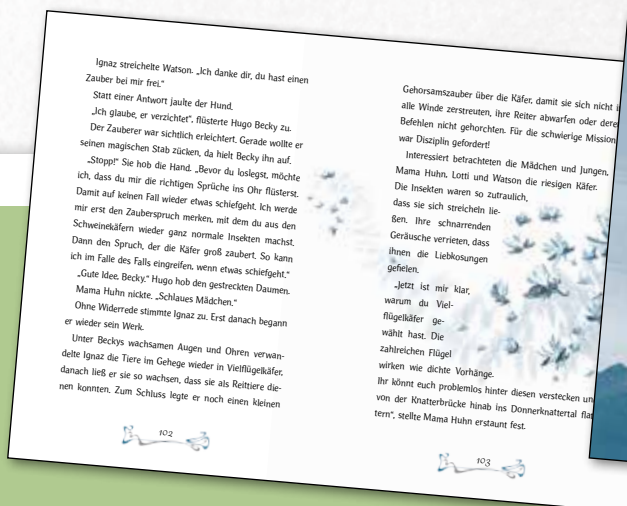 Ignaz streichelte Watson. „Ich danke dir, du hast einen
Zauber bei mir frei.“
Statt einer Antwort jaulte der Hund.
„Ich glaube, er verzichtet“, flüsterte Hugo Becky zu.
Der Zauberer war sichtlich erleichtert. Gerade wollte er
seinen magischen Stab zücken, da hielt Becky ihn auf.
„Stopp!“ Sie hob die Hand. „Bevor du loslegst, möchte
ich, dass du mir die richtigen Sprüche ins Ohr flüsterst.
Damit auf keinen Fall wieder etwas schiefgeht. Ich werde
mir erst den Zauberspruch merken, mit dem du aus den
Schweinekäfern wieder ganz normale Insekten machst.
Dann den Spruch, der die Käfer groß zaubert. So kann
ich im Falle des Falls eingreifen, wenn etwas schiefgeht.“
„Gute Idee, Becky.“ Hugo hob den gestreckten Daumen.
Mama Huhn nickte. „Schlaues Mädchen.“
Ohne Widerrede stimmte Ignaz zu. Erst danach begann
er wieder sein Werk.
Unter Beckys wachsamen Augen und Ohren verwan-
delte Ignaz die Tiere im Gehege wieder in Vielflügelkäfer,
danach ließ er sie so wachsen, dass sie als Reittiere die-
nen konnten. Zum Schluss legte er noch einen kleinen
102
Gehorsamszauber über die Käfer, damit sie sich nicht
alle Winde zerstreuten, ihre Reiter abwarfen oder
Befehlen nicht gehorchten. Für die schwierige Mission
war Disziplin gefordert!
Interessiert betrachteten die Mädchen und Jungen,
Mama Huhn, Lotti und Watson die riesigen Käfer.
Die Insekten waren so zutraulich,
dass sie sich streicheln lie-
ßen. Ihre schnarrenden
Geräusche verrieten, dass
ihnen die Liebkosungen
gefielen.
„Jetzt ist mir klar,
warum du Viel-
flügelkäfer ge-
wählt hast. Die
zahlreichen Flügel
wirken wie dichte Vorhänge.
Ihr könnt euch problemlos hinter diesen verstecken
von der Knatterbrücke hinab ins Donnerknattertal
tern“, stellte Mama Huhn erstaunt fest.
103